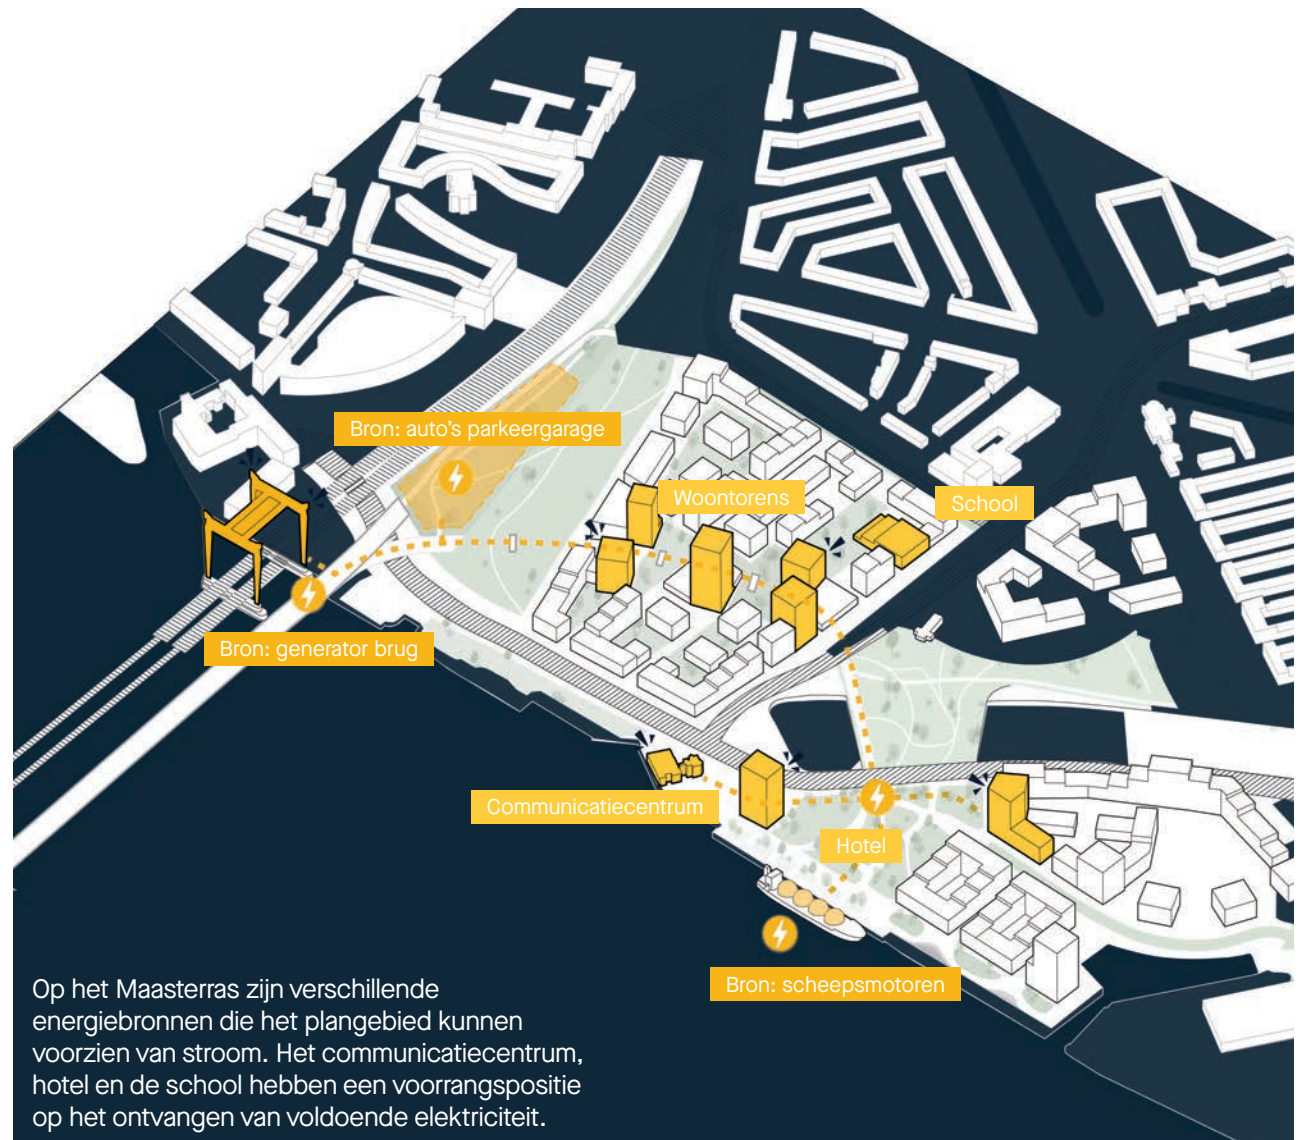 Bron: auto's parkeergarage
Woontorens
School
Bron: generator brug
Communicatiecentrum
Hotel
Bron: scheepsmotoren
Op het Maasterras zijn verschillende
energiebronnen die het plangebied kunnen
voorzien van stroom. Het communicatiecentrum,
hotel en de school hebben een voorrangspositie
op het ontvangen van voldoende elektriciteit.